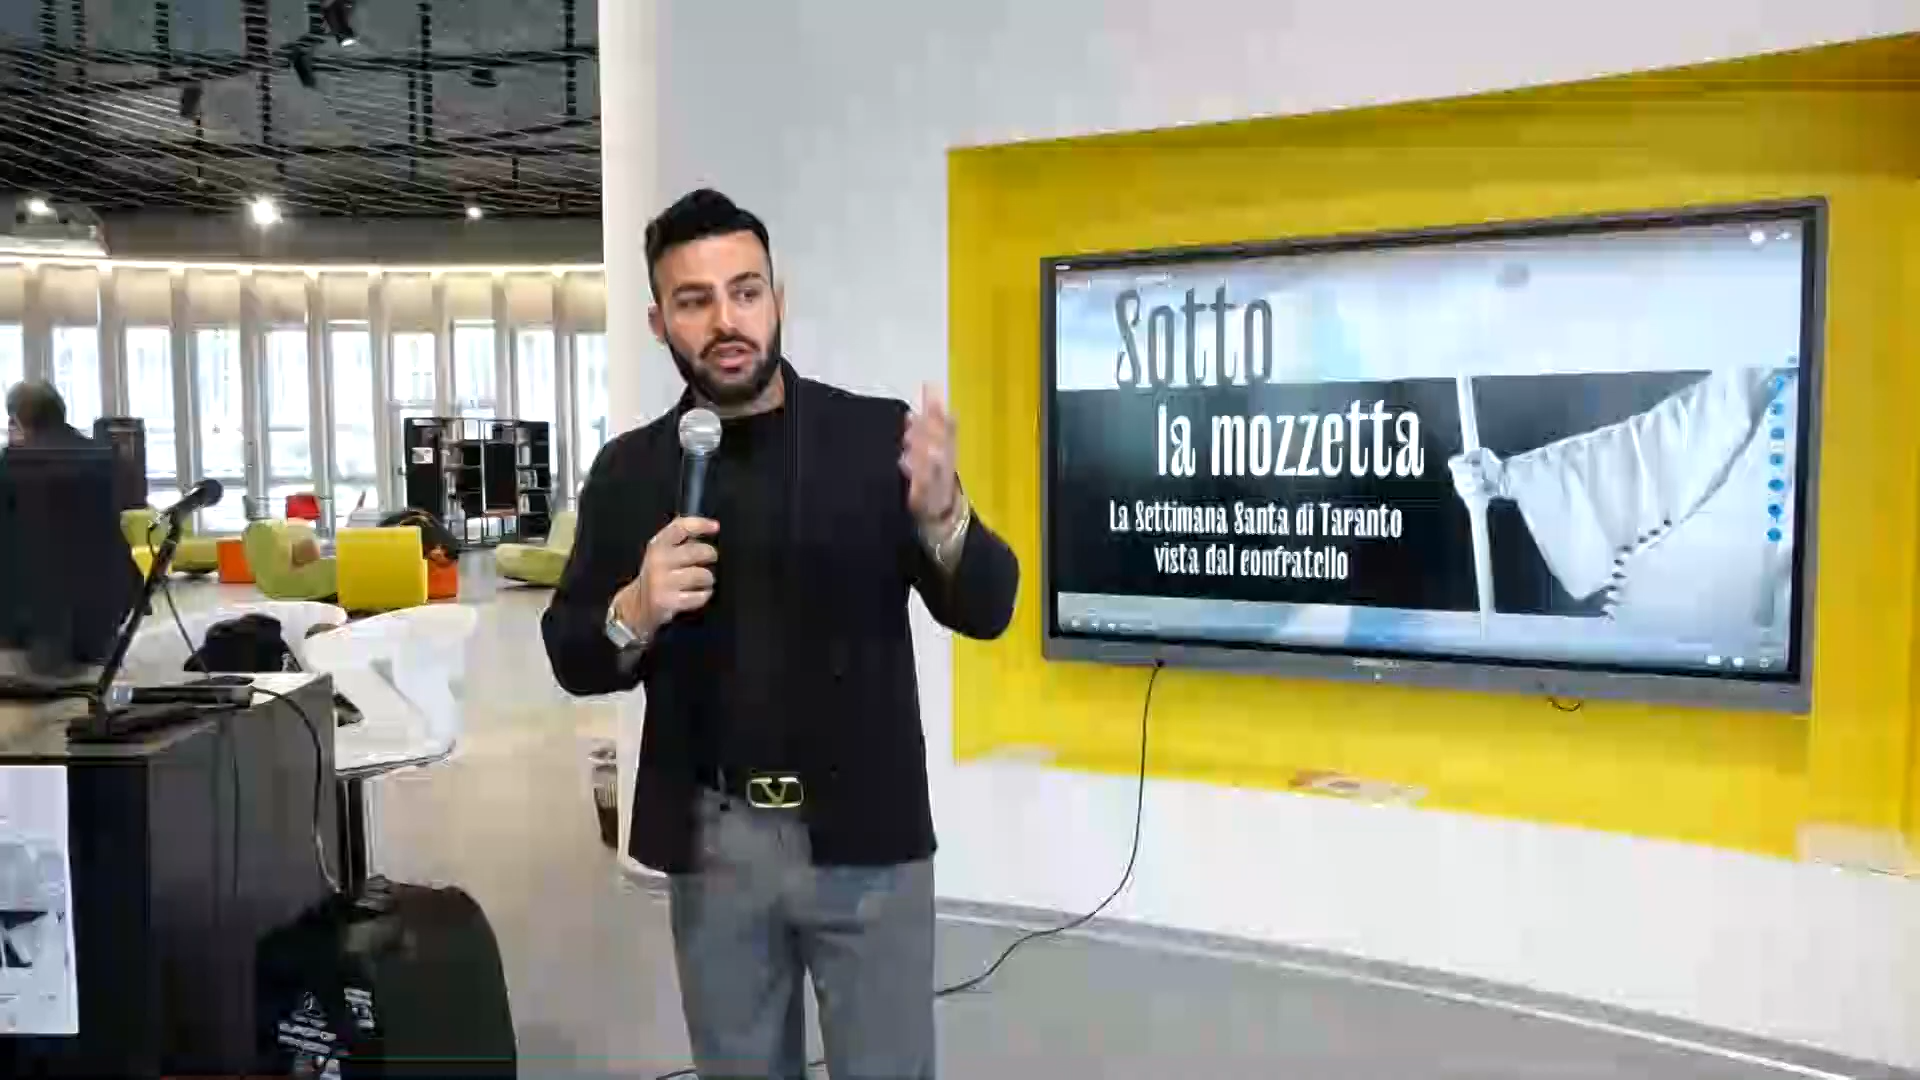 Sotto
la mozzetta
La Settimana Santa di Taranto
vista dal confratello